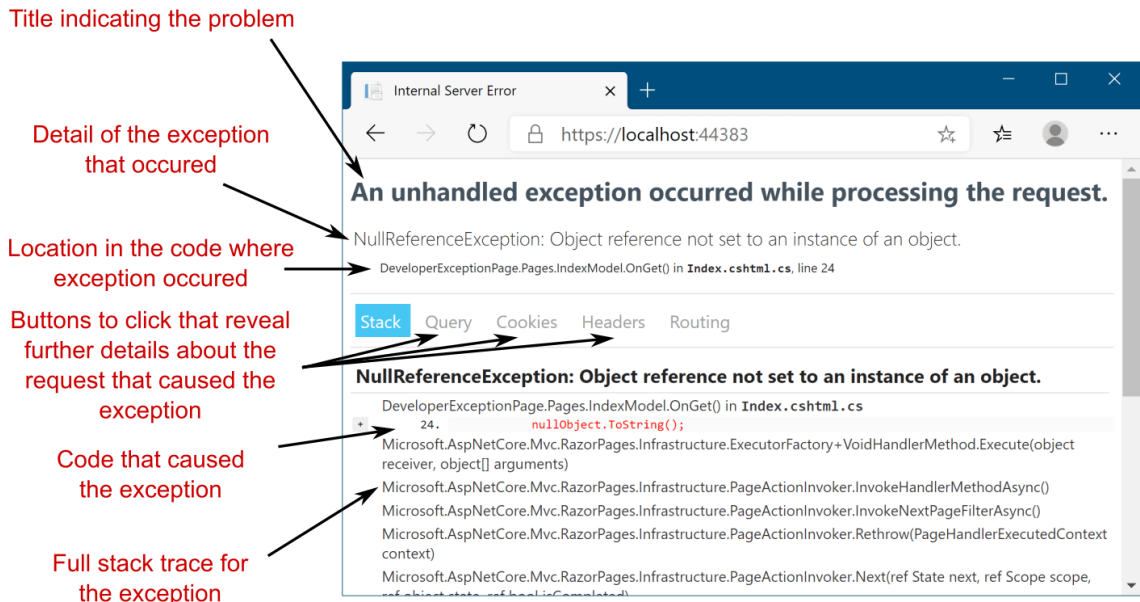 Title indicating the problem
Internal Server Error
https://localhost:44383
Detail of the exception
that occured
An unhandled exception occurred while processing the request.
NullReferenceException: Object reference not set to an instance of an object.
Location in the code where
exception occured
DeveloperExceptionPage.Pages.IndexModel.OnGet() in Index.cshtml.cs, line 24
Buttons to click that reveal
further details about the
request that caused the
exception
Stack Query Cookies Headers Routing
NullReferenceException: Object reference not set to an instance of an object.
DeveloperExceptionPage.Pages.IndexModel.OnGet() in Index.cshtml.cs
+ 24. nullObject.ToString();
Code that caused
the exception
Microsoft.AspNetCore.Mvc.RazorPages.Infrastructure.ExecutorFactory+VoidHandlerMethod.Execute(object
receiver, object[] arguments)
Microsoft.AspNetCore.Mvc.RazorPages.Infrastructure.PageActionInvoker.InvokeHandlerMethodAsync()
Microsoft.AspNetCore.Mvc.RazorPages.Infrastructure.PageActionInvoker.InvokeNextPageFilterAsync()
Microsoft.AspNetCore.Mvc.RazorPages.Infrastructure.PageActionInvoker.Rethrow(PageHandlerExecutedContext
context)
Full stack trace for
the exception
Microsoft.AspNetCore.Mvc.RazorPages.Infrastructure.PageActionInvoker.Next(ref State next, ref Scope scope,
ref object state, ref bool isCompleted)